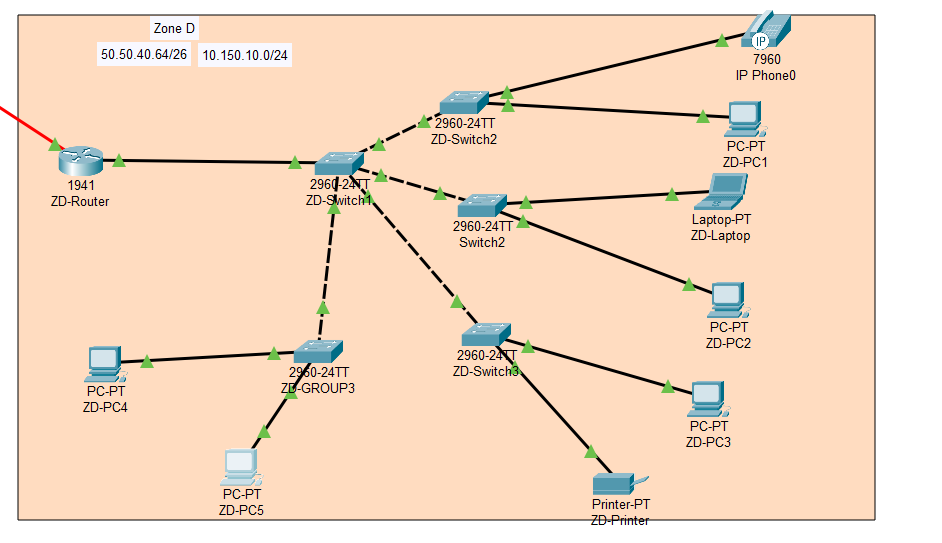 Zone D
50.50.40.64/26
10.150.10.0/24
IP
7960
IP Phone0
2960-24TT
ZD-Switch2
PC-PT
ZD-PC1
1941
ZD-Router
2960-24TT
ZD-Switch1
Laptop-PT
ZD-Laptop
2960-24TT
Switch2
PC-PT
ZD-PC2
2960-24TT
ZD-Switch3
2960-24TT
ZD-GROUP3
PC-PT
ZD-PC4
PC-PT
ZD-PC3
PC-PT
ZD-PC5
Printer-PT
ZD-Printer